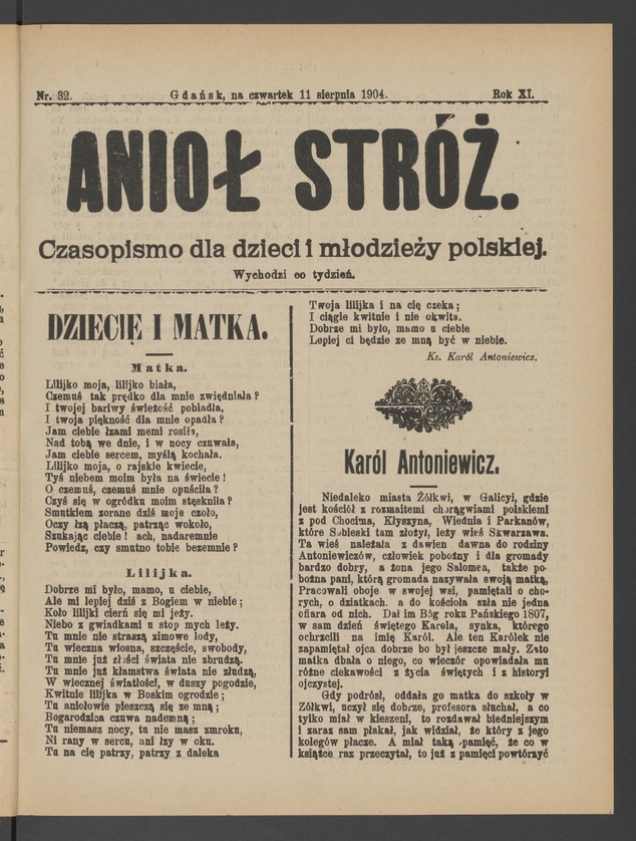 Nr. 32.
Gdańsk, na czwartek 11 sierpnia 1904.
Rok XI.
ANIOŁ STRÓŻ.
Czasopismo dla dzieci i młodzieży polskiej.
Wychodzi co tydzień.
DZIECIĘ I MATKA.
Matka.
Lilijko moja, lilijko biała,
Czemuś tak prędko dla mnie zwiędniała?
I twojej barwy świeżość pobladła,
I twoja piękność dla mnie opadła?
Jam ciebie łzami memi rosiła,
Nad tobą we dnie, i w nocy czuwała,
Jam ciebie sercem, myślą kochała.
Lilijko moja, o rajskie kwiecie,
Tyś niebem moim była na świecie!
O czemuś, czemuś mnie opuściła?
Czyś się w ogródku moim stęskniła?
Smutkiem zorane dziś moje czoło,
Oczy łzą płaczą, patrząc wokoło,
Szukając ciebie! ach, nadaremnie
Powiedz, czy smutno tobie bezemnie?
Lilijka.
Dobrze mi było, mamo, u ciebie,
Ale mi lepiej dziś z Bogiem w niebie;
Koło lilijki cierń się mi jeży.
Niebo z gwiadkami u stop mych leży.
Tu mnie nie straszą zimowe lody,
Tu wieczna wiosna, szczęście, swobody,
Tu mnie już złości świata nie zbrudzą.
Tu mnie już kłamstwa świata nie złudzą,
W wiecznej światłości, w duszy pogodzie,
Kwitnie lilijka w Boskim ogrodzie;
Tu aniołowie pieszczą się ze mną;
Bogarodzica czuwa nademną;
Tu niemasz nocy, tu nie masz zmroku,
Ni rany w sercu, ani łzy w oku.
Tu na cię patrzy, patrzy z daleka
Twoja lilijka i na cię czeka;
I ciągle kwitnie i nie okwita.
Dobrze mi było, mamo u ciebie
Lepiej ci będzie ze mną być w niebie.
Ks. Karól Antoniewicz.
Karól Antoniewicz.
Niedaleko miasta Żółkwi, w Galicyi, gdzie
jest kościół z rozmaitemi chorągwiami polskiemi
z pod Chocima, Kłyszyna, Wiednia i Parkanów,
które Sobieski tam złożył, leży wieś Skwarzawa.
Ta wieś należała z dawien dawna do rodziny
Antoniewiczów, człowiek pobożny i dla gromady
bardzo dobry, a żona jego Salomea, także po-
bożna pani, którą gromada nazywała swoją matką,
Pracowali oboje w swojej wsi, pamiętali o cho-
rych, o dziatkach. a do kościoła szła nie jedna
ofiara od nich. Dał im Bóg roku Pańskiego 1807,
w sam dzień świętego Karola, synka, którego
ochrzcili na imię Karól. Ale ten Karólek nie
zapamiętał ojca dobrze bo był jeszcze mały. Zato
matka dbała o niego, co wieczór opowiadała mu
różne ciekawości z życia świętych i z historyi
ojczystej.
Gdy podrósł, oddała go matka do szkoły w
Żółkwi, uczył się dobrze, profesora słuchał, a co
tylko miał w kieszeni, to rozdawał biedniejszym
i zaraz sam płakał, jak widział, że który z jego
kolegów płacze. A miał taką pamięć, że co w
książce raz przeczytał, to już z pamięci powtórzyć